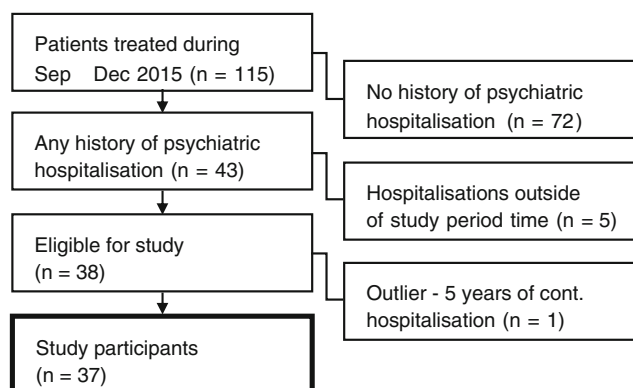 Patients treated during
Sep Dec 2015 (n = 115)
No history of psychiatric
hospitalisation (n = 72)
Any history of psychiatric
hospitalisation (n = 43)
Hospitalisations outside
of study period time (n = 5)
Eligible for study
(n = 38)
Outlier - 5 years of cont.
hospitalisation (n = 1)
Study participants
(n = 37)